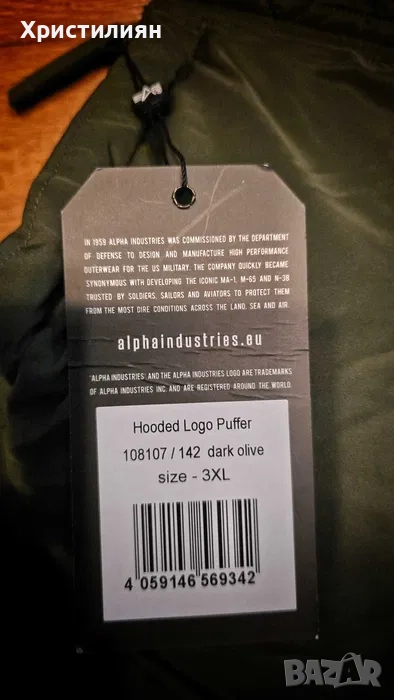 Християн
IN 1959 ALPHA INDUSTRIES WAS COMMISSIONED BY THE DEPARTMENT
OF DEFENSE TO DESIGN, AND MANUFACTURE HIGH PERFORMANCE
OUTERWEAR FOR THE US MILITARY. THE COMPANY QUICKLY BECAME
SYNONYMOUS WITH DEVELOPING THE ICONIC MA-1, M-65 AND N-3B
TRUSTED BY SOLDIERS, SAILORS AND AVIATORS TO PROTECT THEM
FROM THE MOST DIRE CONDITIONS ACROSS THE LAND, SEA AND AIR.
alphaindustries.eu
'ALPHA INDUSTRIES' AND THE ALPHA INDUSTRIES LOGO ARE TRADEMARKS
OF ALPHA INDUSTRIES INC. AND ARE REGISTERED AROUND THE WORLD.
Hooded Logo Puffer
108107 / 142 dark olive
size - 3XL
4 059146 569342
BAZAR